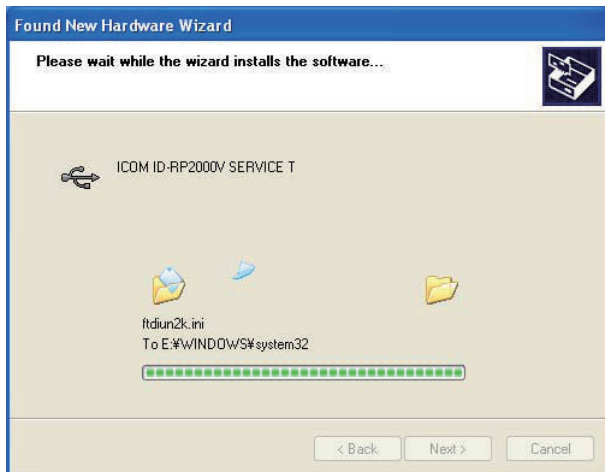 Found New Hardware Wizard
Please wait while the wizard installs the software...
ICOM ID-RP2000V SERVICE T
ftdiun2k.ini
To E:¥WINDOWS¥system32
< Back Next > Cancel